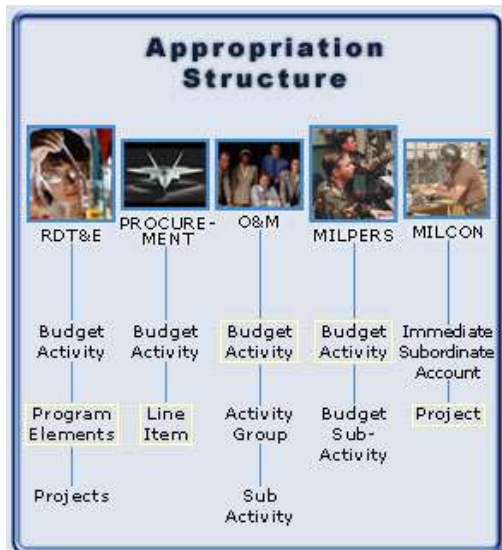 Appropriation
Structure
RDT&E
PROCURE-
MENT
O&M
MILPERS
MILCON
Budget
Activity
Budget
Activity
Budget
Activity
Budget
Activity
Immediate
Subordinate
Account
Program
Elements
Line
Item
Activity
Group
Budget
Sub-
Activity
Project
Projects
Sub
Activity